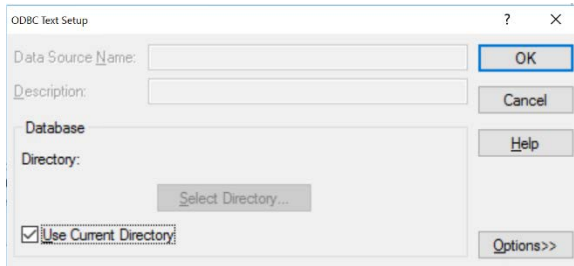 ODBC Text Setup
? X
Data Source Name:
OK
Description:
Cancel
Database
Help
Directory:
Select Directory...
Use Current Directory
Options>>